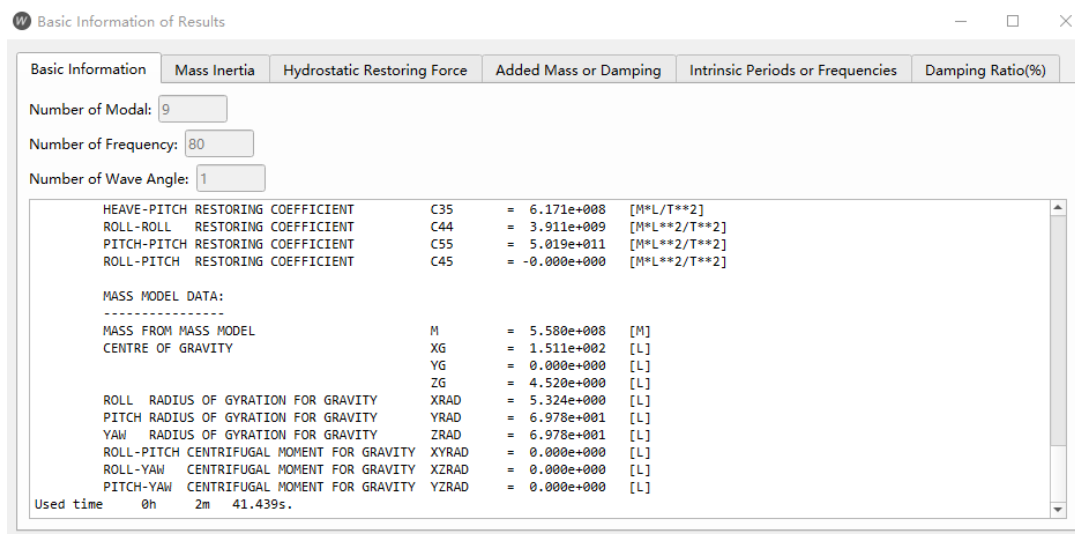 W Basic Information of Results
Basic Information Mass Inertia Hydrostatic Restoring Force Added Mass or Damping Intrinsic Periods or Frequencies Damping Ratio(%)
Number of Modal: 9
Number of Frequency: 80
Number of Wave Angle: 1
HEAVE-PITCH RESTORING COEFFICIENT C35 = 6.171e+008 [M*L/T**2]
ROLL-ROLL RESTORING COEFFICIENT C44 = 3.911e+009 [M*L**2/T**2]
PITCH-PITCH RESTORING COEFFICIENT C55 = 5.019e+011 [M*L**2/T**2]
ROLL-PITCH RESTORING COEFFICIENT C45 = -0.000e+000 [M*L**2/T**2]
MASS MODEL DATA:
----------------
MASS FROM MASS MODEL M = 5.580e+008 [M]
CENTRE OF GRAVITY XG = 1.511e+002 [L]
YG = 0.000e+000 [L]
ZG = 4.520e+000 [L]
ROLL RADIUS OF GYRATION FOR GRAVITY XRAD = 5.324e+000 [L]
PITCH RADIUS OF GYRATION FOR GRAVITY YRAD = 6.978e+001 [L]
YAW RADIUS OF GYRATION FOR GRAVITY ZRAD = 6.978e+001 [L]
ROLL-PITCH CENTRIFUGAL MOMENT FOR GRAVITY XYRAD = 0.000e+000 [L]
ROLL-YAW CENTRIFUGAL MOMENT FOR GRAVITY XZRAD = 0.000e+000 [L]
PITCH-YAW CENTRIFUGAL MOMENT FOR GRAVITY YZRAD = 0.000e+000 [L]
Used time 0h 2m 41.439s.